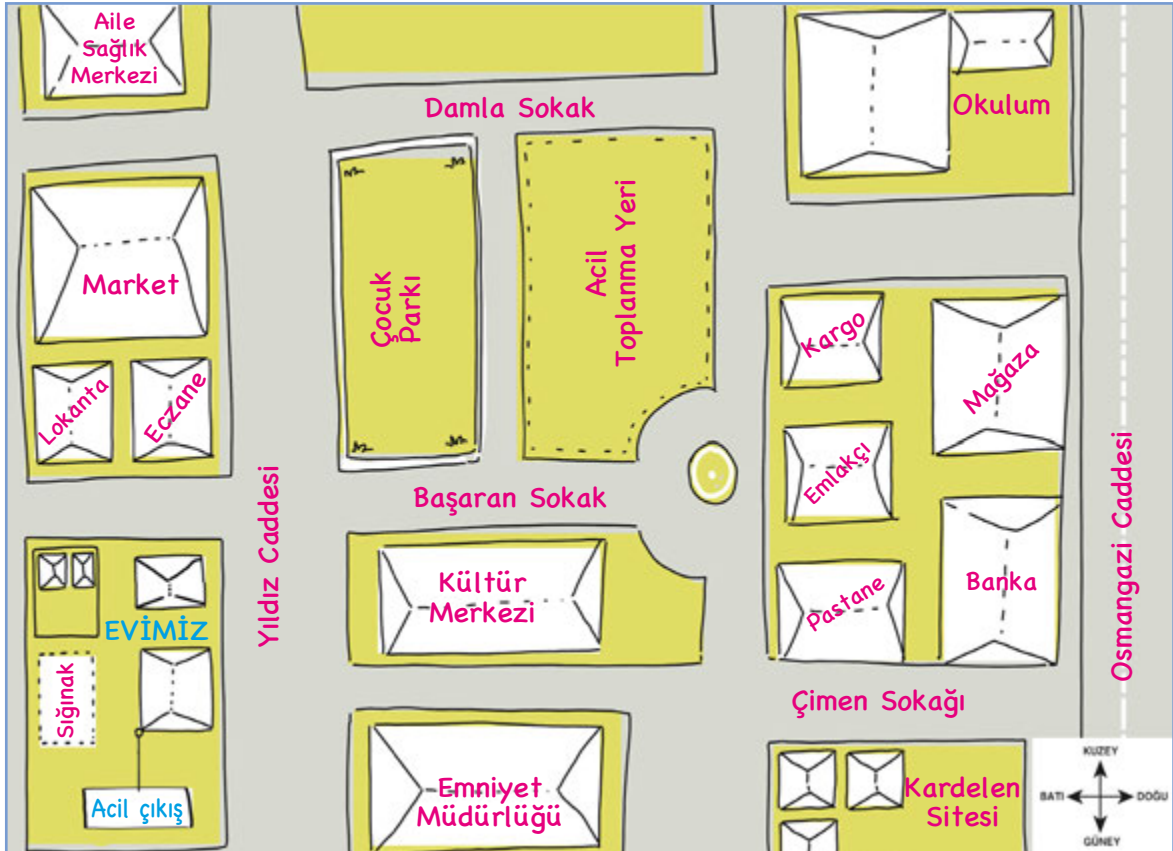 Aile
Sağlık
Merkezi
Damla Sokak
Okulum
Market
Çocuk
Parkı
Acil
Toplanma Yeri
Kargo
Mağaza
Lokanta
Eczane
Emlakçı
Başaran Sokak
Yıldız Caddesi
Osmangazi Caddesi
Kültür
Merkezi
Pastane
Banka
EVİMİZ
Sığınak
Çimen Sokağı
Acil çıkış
Emniyet
Müdürlüğü
Kardelen
Sitesi
KUZEY
BATI
DOĞU
GÜNEY